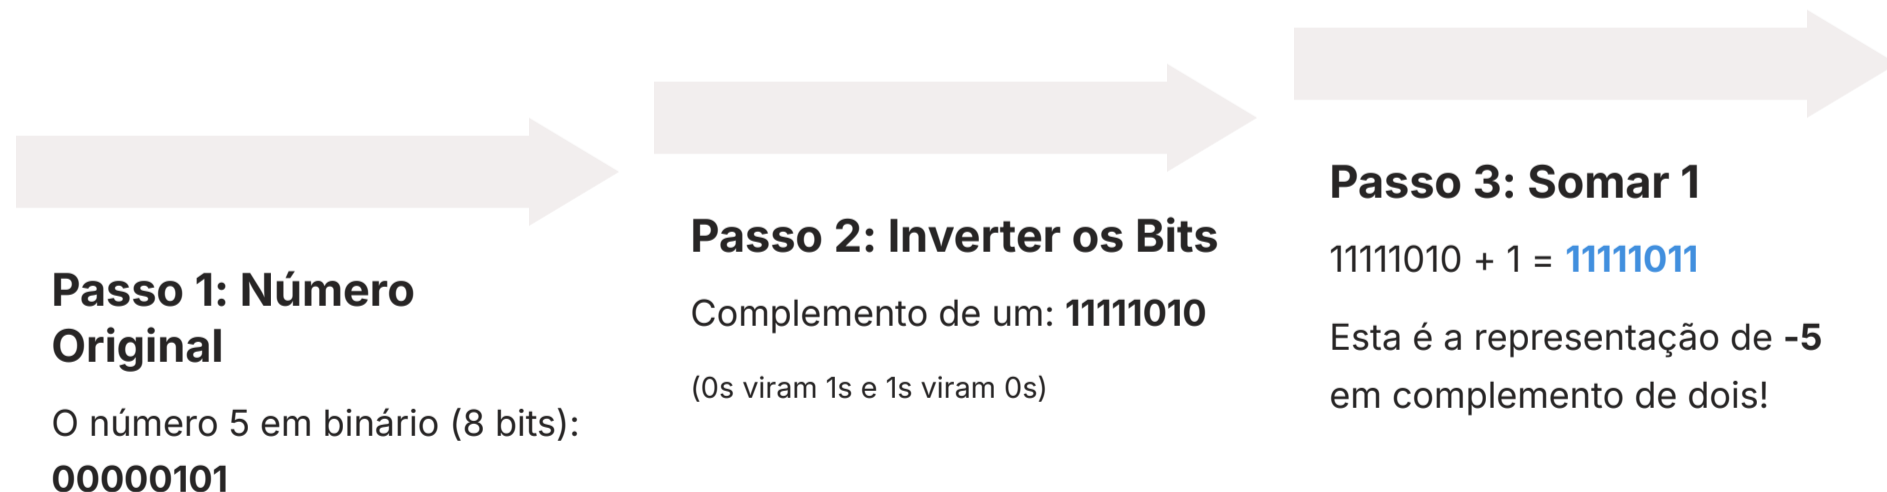 Passo 1: Número
Original
O número 5 em binário (8 bits):
00000101
Passo 2: Inverter os Bits
Complemento de um: 11111010
(0s viram 1s e 1s viram 0s)
Passo 3: Somar 1
11111010 + 1 = 11111011
Esta é a representação de -5
em complemento de dois!